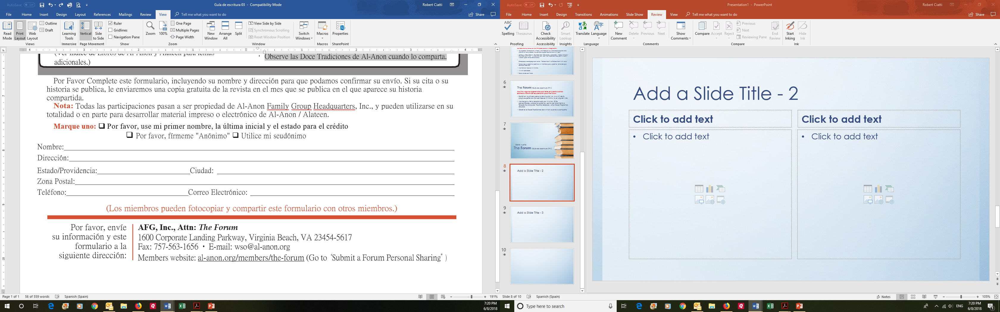 AutoSave Off
Guía de escritura 03 - Compatibility Mode
Robert Ciatti
File Home Insert Design Layout References Mailings Review View Tell me what you want to do Share
Read Mode
Print Layout
Web Layout
Outline
Draft
Views
Learning Tools
Immersive
Vertical
Side to Side
Page Movement
Ruler
Gridlines
Navigation Pane
Show
Zoom
100%
One Page
Multiple Pages
Page Width
Zoom
New Window
Arrange All
Split
View Side by Side
Synchronous Scrolling
Reset Window Position
Switch Windows
Window
Macros
Macros
Properties
SharePoint
adicionales.)
Observe las Doce Tradiciones de Al-Anon cuando lo comparta.
Por Favor Complete este formulario, incluyendo su nombre y dirección para que podamos confirmar su envío. Si su cita o su
historia se publica, le enviaremos una copia gratuita de la revista en el mes que se publica en el que aparece su historia
compartida.
Nota: Todas las participaciones pasan a ser propiedad de Al-Anon Family Group Headquarters, Inc., y pueden utilizarse en su
totalidad o en parte para desarrollar material impreso o electrónico de Al-Anon / Alateen.
Marque uno: ❑ Por favor, use mi primer nombre, la última inicial y el estado para el crédito
❑ Por favor, fírmeme "Anónimo" ❑ Utilice mi seudónimo
Nombre:
Dirección:
Estado/Providencia: Ciudad:
Zona Postal:
Teléfono: Correo Electrónico:
(Los miembros pueden fotocopiar y compartir este formulario con otros miembros.)
Por favor, envíe
su información y este
formulario a la
siguiente dirección:
AFG, Inc., Attn: The Forum
1600 Corporate Landing Parkway, Virginia Beach, VA 23454-5617
Fax: 757-563-1656 • E-mail: wso@al-anon.org
Members website: al-anon.org/members/the-forum (Go to “Submit a Forum Personal Sharing” )
Page 1 of 1 56 of 559 words Spanish (Spain) 191%
7:20 PM
6/8/2018
AutoSave Off
Presentation1 - PowerPoint
Robert Ciatti
File Home Insert Design Transitions Animations Slide Show Review View Tell me what you want to do Share
ABC
Spelling
Thesaurus
Proofing
Check Accessibility
Accessibility
Smart Lookup
Insights
Translate
Language
Language
New Comment
Delete
Previous
Next
Show Comments
Comments
Compare
Accept
Reject
Previous
Next
Reviewing Pane
End Review
Compare
Start Inking
Hide Ink
Ink
6
The Forum Guía de escritura (F-1)
7
The Forum Guía de escritura (F-1)
8
Add a Slide Title - 2
9
Add a Slide Title - 3
10
Add a Slide Title - 2
Click to add text
Click to add text
• Click to add text
• Click to add text
Slide 8 of 10 Spanish (Spain) Notes 105%
Type here to search
ENG
7:20 PM
6/8/2018